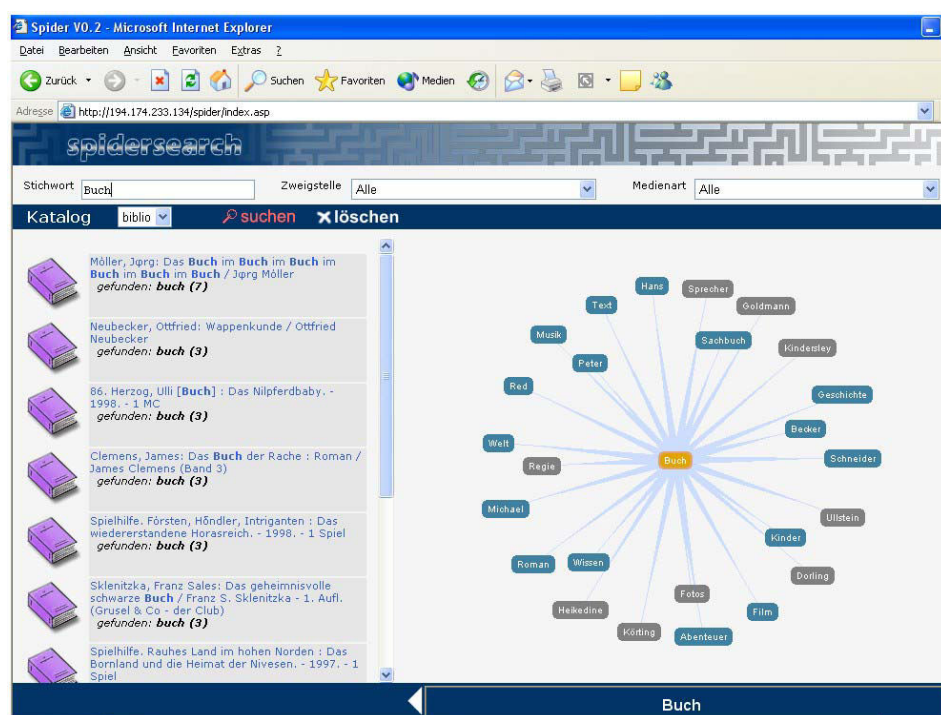 Spider V0.2 - Microsoft Internet Explorer
Datei Bearbeiten Ansicht Favoriten Extras ?
Zurück Suchen Favoriten Medien
Adresse http://194.174.233.134/spider/index.asp
spidersearch
Stichwort Buch Zweigstelle Alle Medienart Alle
Katalog biblio suchen löschen
Möller, Jφrg: Das Buch im Buch im Buch im
Buch im Buch im Buch / Jφrg Möller
gefunden: buch (7)
Neubecker, Ottfried: Wappenkunde / Ottfried
Neubecker
gefunden: buch (3)
86. Herzog, Ulli [Buch] : Das Nilpferdbaby. -
1998. - 1 MC
gefunden: buch (3)
Clemens, James: Das Buch der Rache : Roman /
James Clemens (Band 3)
gefunden: buch (3)
Spielhilfe. Försten, Hõndler, Intriganten : Das
wiedererstandene Horasreich. - 1998. - 1 Spiel
gefunden: buch (3)
Sklenitzka, Franz Sales: Das geheimnisvolle
schwarze Buch / Franz S. Sklenitzka - 1. Aufl.
(Grusel & Co - der Club)
gefunden: buch (3)
Spielhilfe. Rauhes Land im hohen Norden : Das
Bornland und die Heimat der Nivesen. - 1997. - 1
Spiel
Hans
Sprecher
Text
Goldmann
Musik
Sachbuch
Kindersley
Peter
Red
Geschichte
Becker
Welt
Buch
Schneider
Regie
Michael
Ullstein
Kinder
Roman
Wissen
Dorling
Fotos
Heikedine
Film
Körting
Abenteuer
Buch